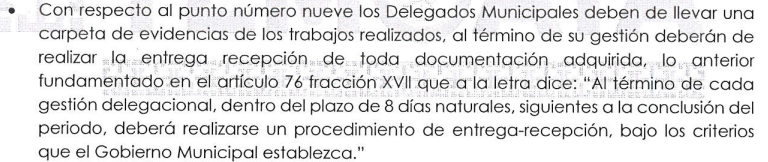 • Con respecto al punto número nueve los Delegados Municipales deben de llevar una
carpeta de evidencias de los trabajos realizados, al término de su gestión deberán de
realizar la entrega recepción de toda documentación adquirida, lo anterior
fundamentado en el artículo 76 fracción XVII que a la letra dice: "Al término de cada
gestión delegacional, dentro del plazo de 8 días naturales, siguientes a la conclusión del
periodo, deberá realizarse un procedimiento de entrega-recepción, bajo los criterios
que el Gobierno Municipal establezca."